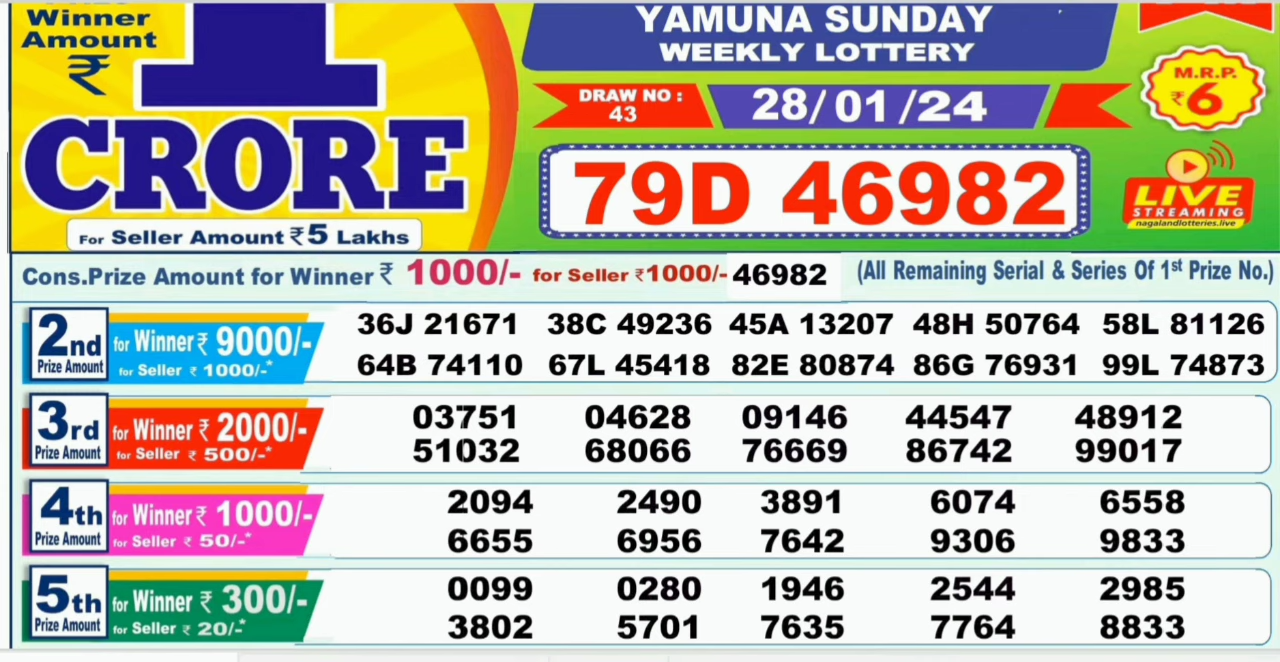 Winner
Amount
₹
1
CRORE
For Seller Amount ₹5 Lakhs
YAMUNA SUNDAY
WEEKLY LOTTERY
DRAW NO :
43
28/01/24
M.R.P.
₹6
79D 46982
LIVE
STREAMING
nagalandlotteries.live
Cons.Prize Amount for Winner ₹ 1000/- for Seller ₹1000/- 46982 (All Remaining Serial & Series Of 1st Prize No.)
2nd
Prize Amount
for Winner ₹ 9000/-
for Seller ₹ 1000/-*
36J 21671 38C 49236 45A 13207 48H 50764 58L 81126
64B 74110 67L 45418 82E 80874 86G 76931 99L 74873
3rd
Prize Amount
for Winner ₹ 2000/-
for Seller ₹ 500/-*
03751 04628 09146 44547 48912
51032 68066 76669 86742 99017
4th
Prize Amount
for Winner ₹ 1000/-
for Seller ₹ 50/-*
2094 2490 3891 6074 6558
6655 6956 7642 9306 9833
5th
Prize Amount
for Winner ₹ 300/-
for Seller ₹ 20/-*
0099 0280 1946 2544 2985
3802 5701 7635 7764 8833